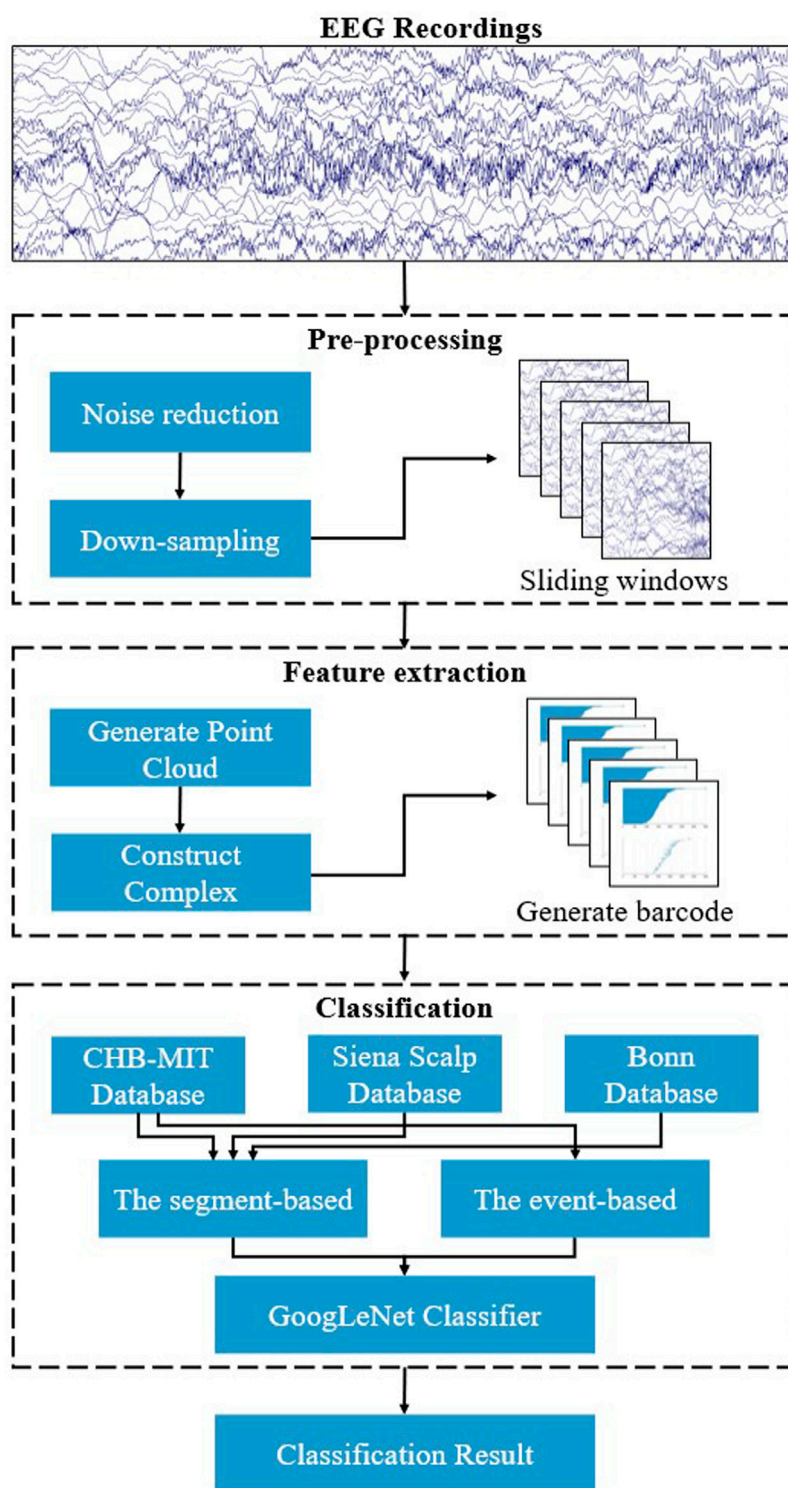 EEG Recordings
Pre-processing
Noise reduction
Down-sampling
Sliding windows
Feature extraction
Generate Point
Cloud
Construct
Complex
Generate barcode
Classification
CHB-MIT
Database
Siena Scalp
Database
Bonn
Database
The segment-based
The event-based
GoogLeNet Classifier
Classification Result